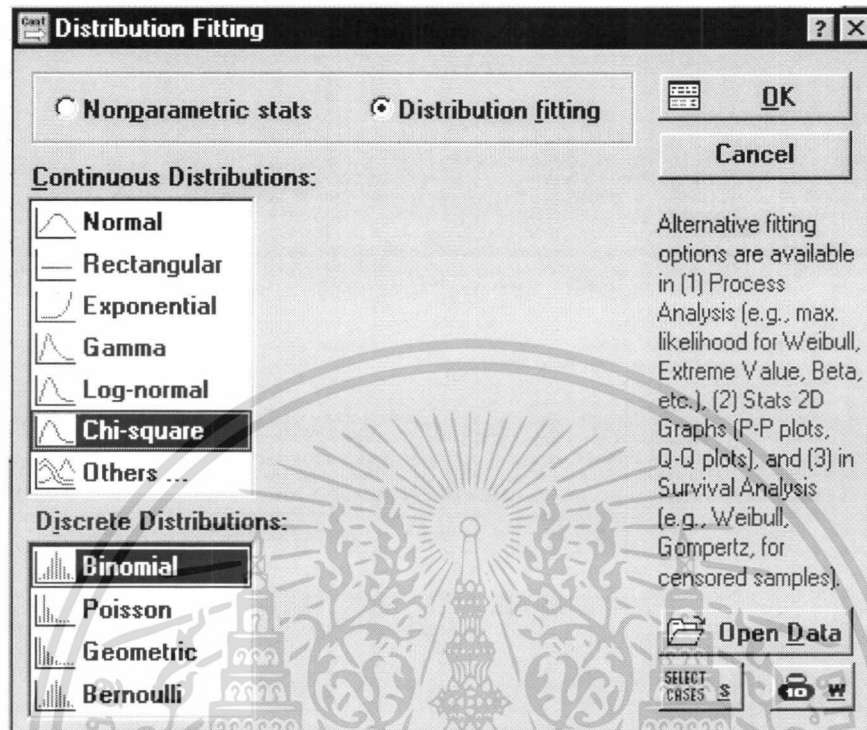 Distribution Fitting
Nonparametric stats
Distribution fitting
OK
Cancel
Continuous Distributions:
Normal
Rectangular
Exponential
Gamma
Log-normal
Chi-square
Others ...
Discrete Distributions:
Binomial
Poisson
Geometric
Bernoulli
Alternative fitting
options are available
in (1) Process
Analysis (e.g., max.
likelihood for Weibull,
Extreme Value, Beta,
etc.), (2) Stats 2D
Graphs (P-P plots,
Q-Q plots), and (3) in
Survival Analysis
(e.g., Weibull,
Gompertz, for
censored samples).
Open Data
SELECT
CASES S
W